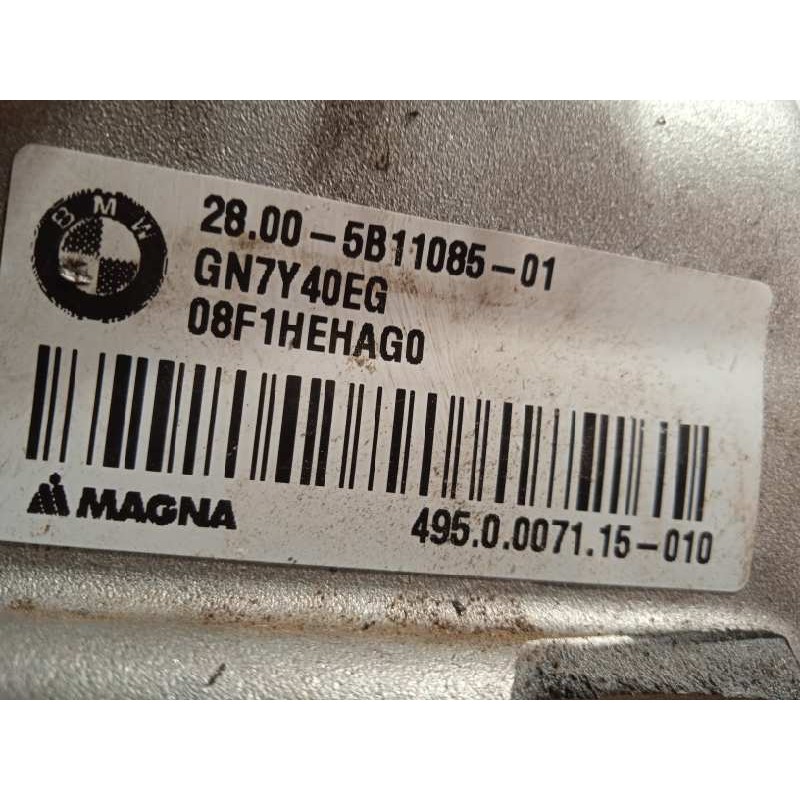 BMW
28.00-5B11085-01
GN7Y40EG
08F1HEHAG0
MAGNA
495.0.0071.15-010